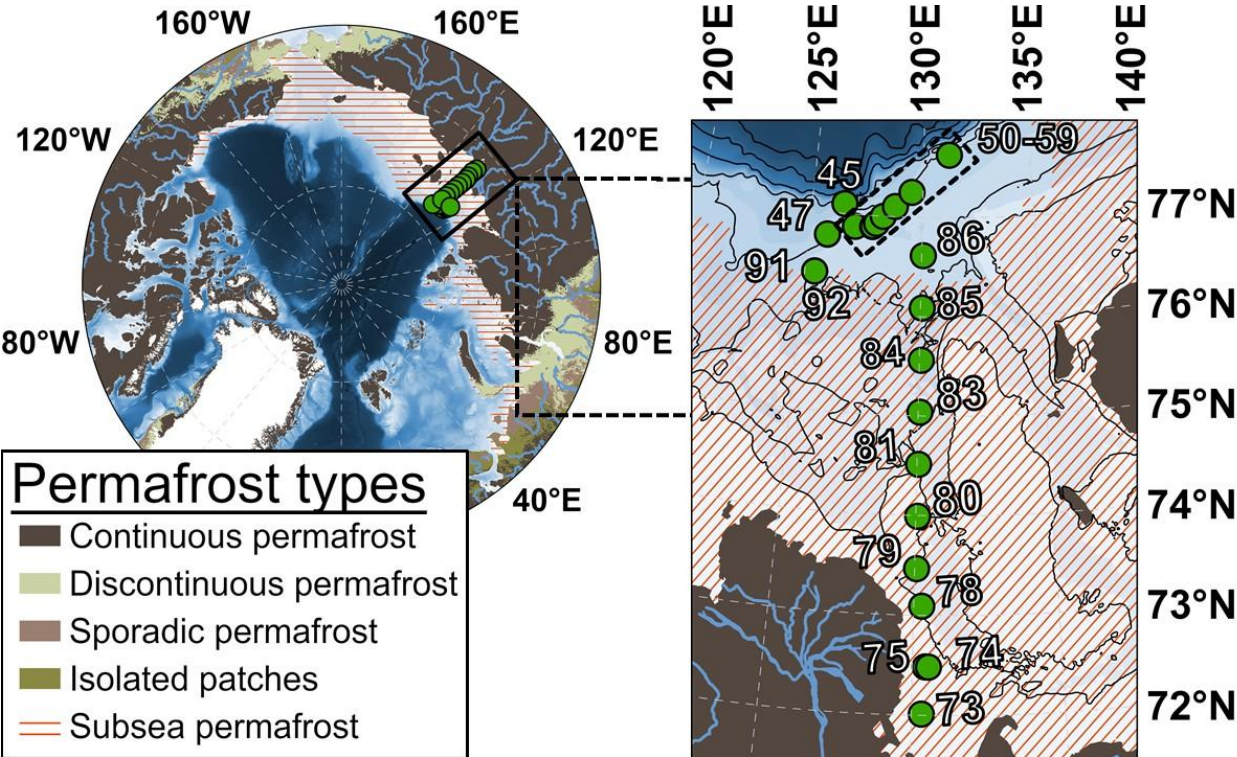 160°W
160°E
120°W
120°E
80°W
80°E
40°E
Permafrost types
Continuous permafrost
Discontinuous permafrost
Sporadic permafrost
Isolated patches
Subsea permafrost
120°E
125°E
130°E
135°E
140°E
50-59
45
47
77°N
86
91
92
85
76°N
84
83
75°N
81
80
74°N
79
78
73°N
75
74
73
72°N